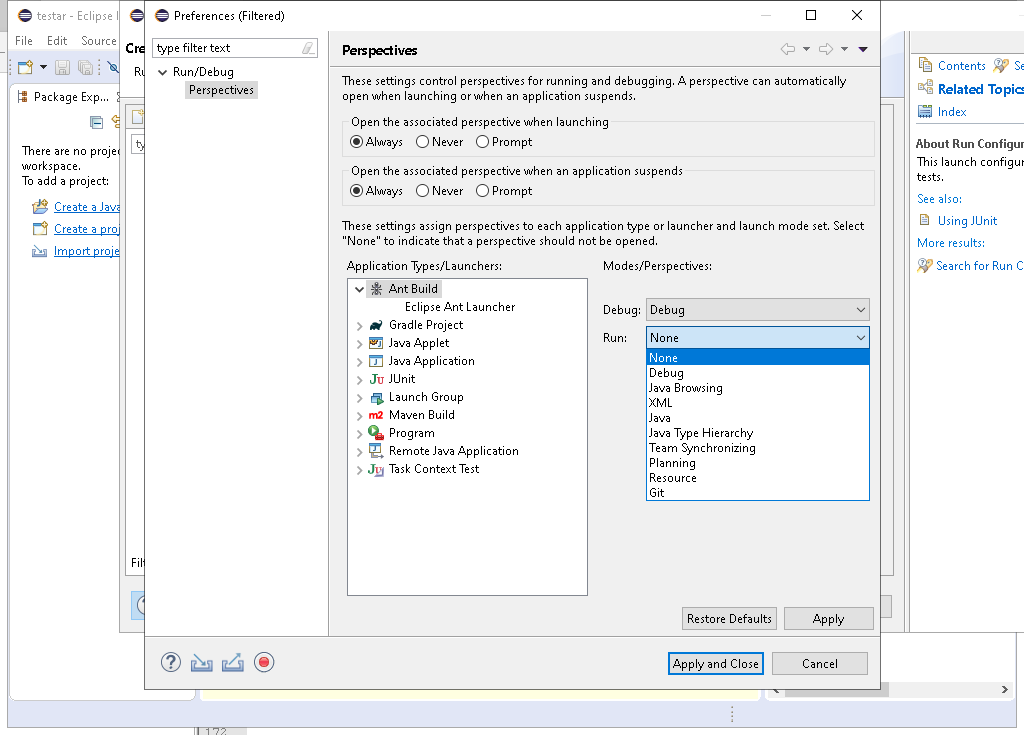 testar - Eclipse I
File Edit Source
Package Exp...
There are no proje
workspace.
To add a project:
Create a Java
Create a proj
Import proje
Cre
Ru
ty
Filt
Preferences (Filtered)
type filter text
Run/Debug
Perspectives
Perspectives
These settings control perspectives for running and debugging. A perspective can automatically
open when launching or when an application suspends.
Open the associated perspective when launching
Always Never Prompt
Open the associated perspective when an application suspends
Always Never Prompt
These settings assign perspectives to each application type or launcher and launch mode set. Select
"None" to indicate that a perspective should not be opened.
Application Types/Launchers:
Ant Build
Eclipse Ant Launcher
Gradle Project
Java Applet
Java Application
JUnit
Launch Group
Maven Build
Program
Remote Java Application
Task Context Test
Modes/Perspectives:
Debug: Debug
Run: None
None
Debug
Java Browsing
XML
Java
Java Type Hierarchy
Team Synchronizing
Planning
Resource
Git
Restore Defaults Apply
Apply and Close Cancel
Contents Se
Related Topics
Index
About Run Configur
This launch configur
tests.
See also:
Using JUnit
More results:
Search for Run C
172